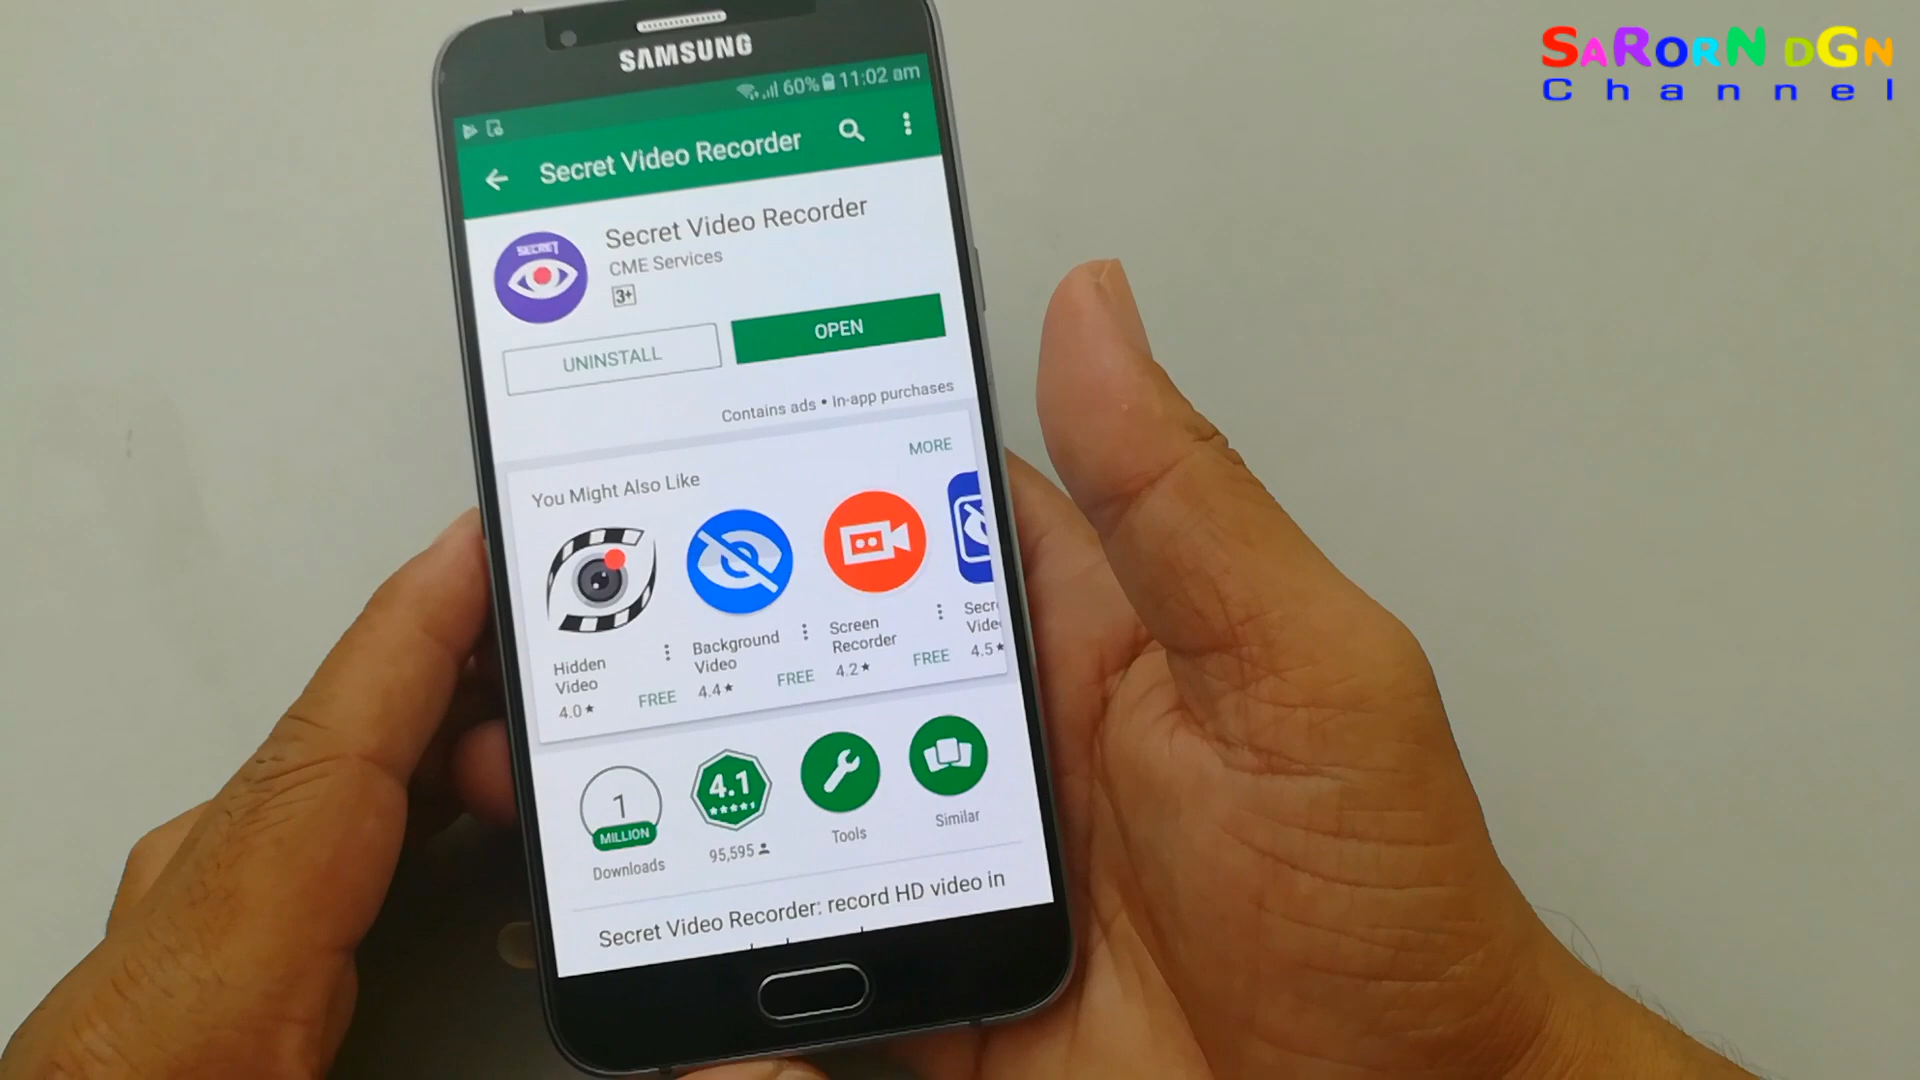 SARORN DGN
Channel
SAMSUNG
60% 11:02 am
Secret Video Recorder
SECRET
Secret Video Recorder
CME Services
3+
UNINSTALL
OPEN
Contains ads • In-app purchases
You Might Also Like
MORE
Hidden
Video
4.0★
FREE
Background
Video
4.4★
FREE
Screen
Recorder
4.2★
FREE
Secr
Vide
4.5★
1
MILLION
Downloads
4.1
95,595
Tools
Similar
Secret Video Recorder: record HD video in